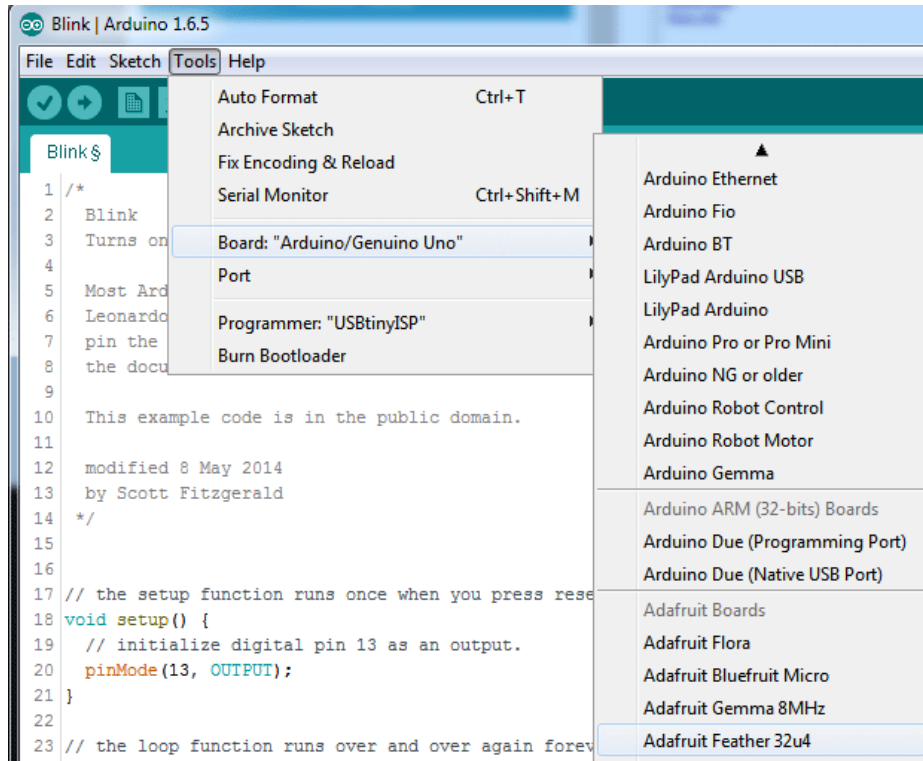 Blink | Arduino 1.6.5
File Edit Sketch Tools Help
Auto Format Ctrl+T
Archive Sketch
Fix Encoding & Reload
Serial Monitor Ctrl+Shift+M
Board: "Arduino/Genuino Uno"
Port
Programmer: "USBtinyISP"
Burn Bootloader
▲
Arduino Ethernet
Arduino Fio
Arduino BT
LilyPad Arduino USB
LilyPad Arduino
Arduino Pro or Pro Mini
Arduino NG or older
Arduino Robot Control
Arduino Robot Motor
Arduino Gemma
Arduino ARM (32-bits) Boards
Arduino Due (Programming Port)
Arduino Due (Native USB Port)
Adafruit Boards
Adafruit Flora
Adafruit Bluefruit Micro
Adafruit Gemma 8MHz
Adafruit Feather 32u4
Blink§
1 /*
2 Blink
3 Turns on
4
5 Most Ard
6 Leonardo
7 pin the
8 the docu
9
10 This example code is in the public domain.
11
12 modified 8 May 2014
13 by Scott Fitzgerald
14 */
15
16
17 // the setup function runs once when you press rese
18 void setup() {
19 // initialize digital pin 13 as an output.
20 pinMode(13, OUTPUT);
21 }
22
23 // the loop function runs over and over again forev